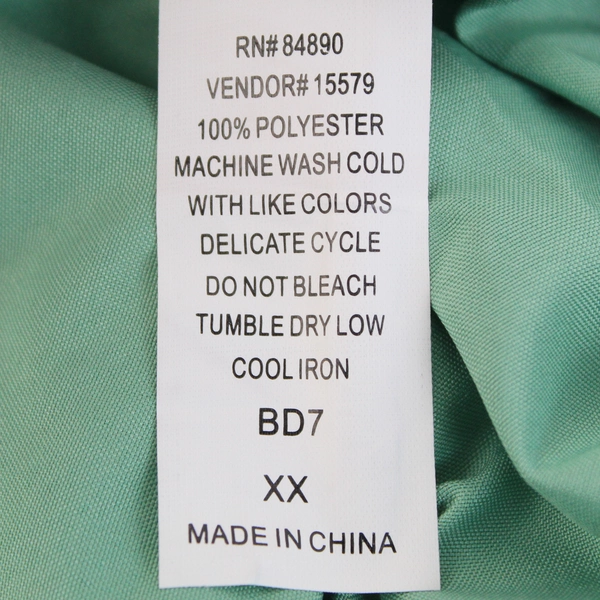 RN# 84890
VENDOR# 15579
100% POLYESTER
MACHINE WASH COLD
WITH LIKE COLORS
DELICATE CYCLE
DO NOT BLEACH
TUMBLE DRY LOW
COOL IRON
BD7
XX
MADE IN CHINA